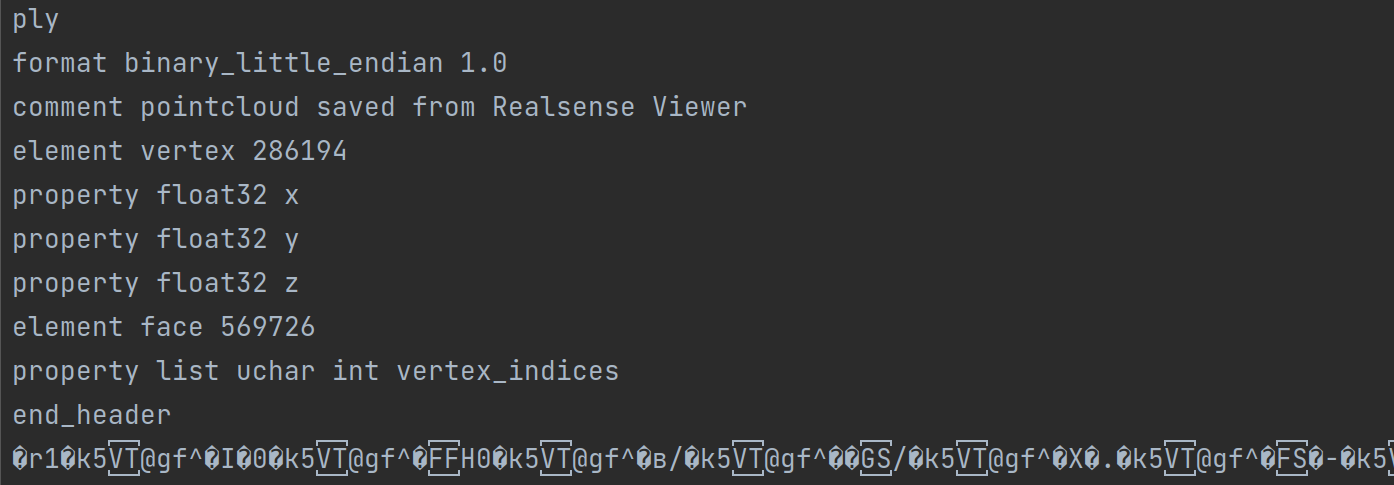 ply
format binary_little_endian 1.0
comment pointcloud saved from Realsense Viewer
element vertex 286194
property float32 x
property float32 y
property float32 z
element face 569726
property list uchar int vertex_indices
end_header
�r1�k5VT@gf^�I�0�k5VT@gf^�FFH0�k5VT@gf^�в/�k5VT@gf^��GS/�k5VT@gf^�X�.�k5VT@gf^�FS�-�k5